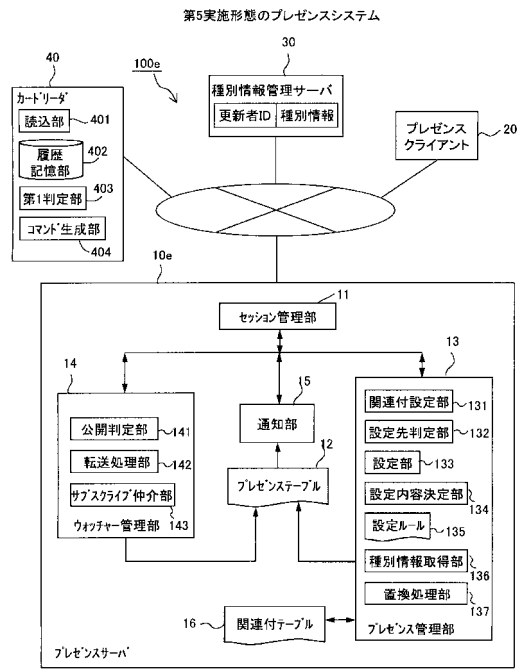 第5実施形態のプレゼンスシステム
100e
40
カードリーダ
読込部
401
履歴
記憶部
402
第1判定部
403
コマンド生成部
404
30
種別情報管理サーバ
更新者ID
種別情報
プレゼンス
クライアント
20
10e
11
セッション管理部
14
公開判定部
141
転送処理部
142
サブスクライブ仲介部
143
ウォッチャー管理部
15
通知部
12
プレゼンステーブル
13
関連付設定部
131
設定先判定部
132
設定部
133
設定内容決定部
134
設定ルール
135
種別情報取得部
136
置換処理部
137
プレゼンス管理部
16
関連付テーブル
プレゼンスサーバ